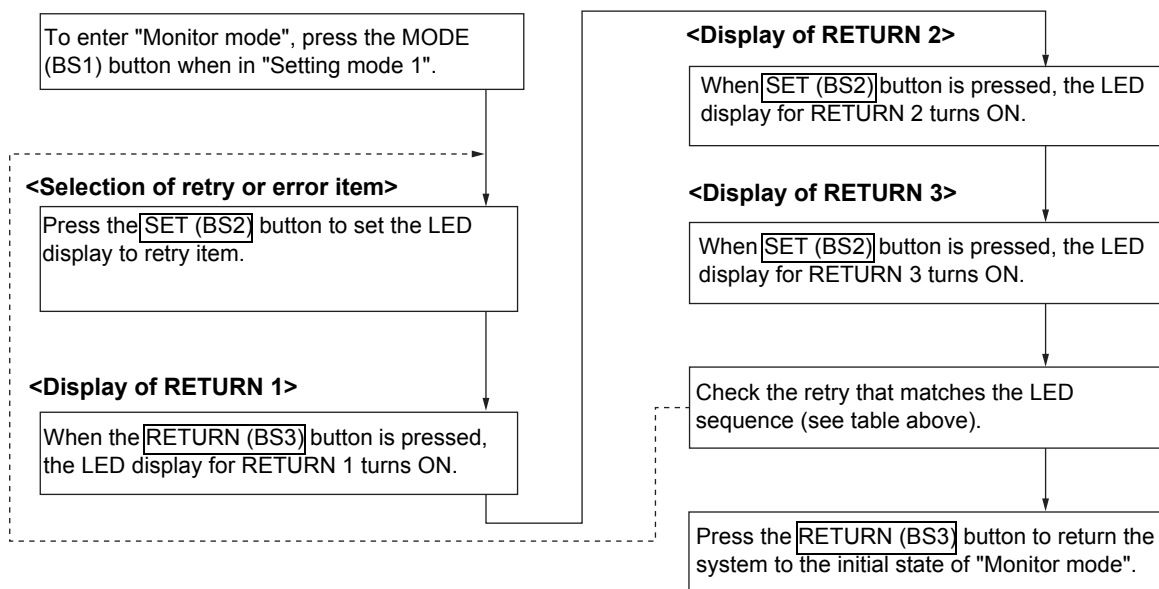 To enter "Monitor mode", press the MODE
(BS1) button when in "Setting mode 1".
<Selection of retry or error item>
Press the SET (BS2) button to set the LED
display to retry item.
<Display of RETURN 1>
When the RETURN (BS3) button is pressed,
the LED display for RETURN 1 turns ON.
<Display of RETURN 2>
When SET (BS2) button is pressed, the LED
display for RETURN 2 turns ON.
<Display of RETURN 3>
When SET (BS2) button is pressed, the LED
display for RETURN 3 turns ON.
Check the retry that matches the LED
sequence (see table above).
Press the RETURN (BS3) button to return the
system to the initial state of "Monitor mode".